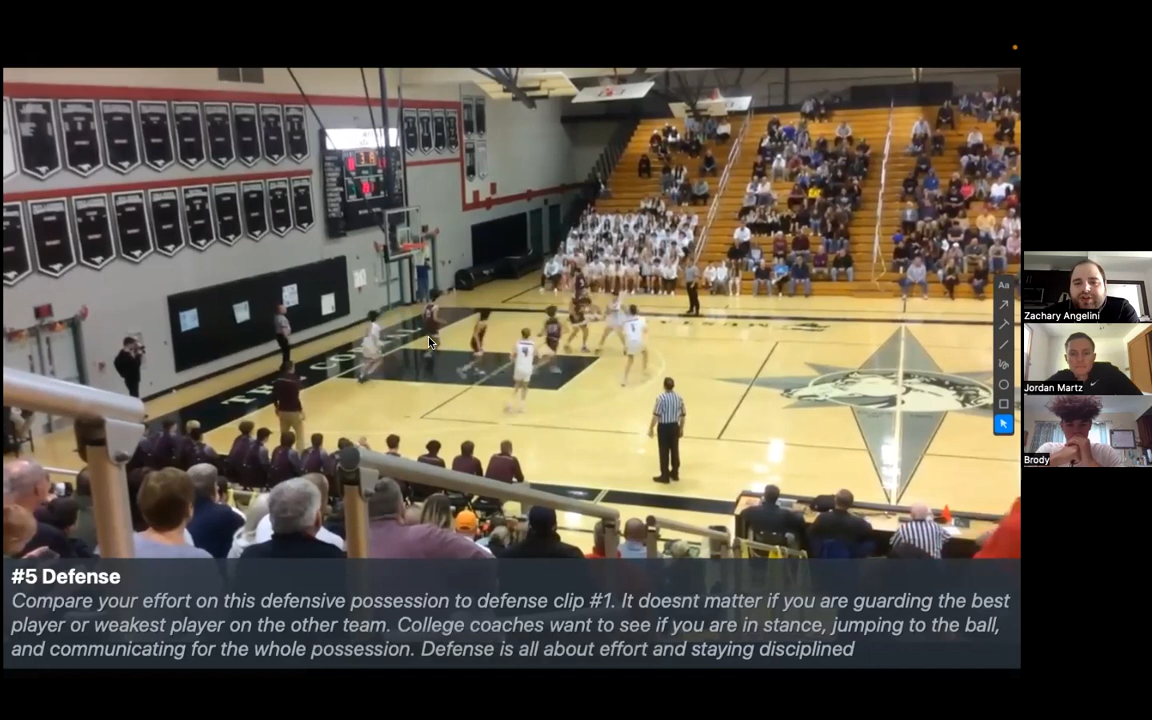 Aa
Zachary Angelini
Jordan Martz
Brody
#5 Defense
Compare your effort on this defensive possession to defense clip #1. It doesnt matter if you are guarding the best
player or weakest player on the other team. College coaches want to see if you are in stance, jumping to the ball,
and communicating for the whole possession. Defense is all about effort and staying disciplined